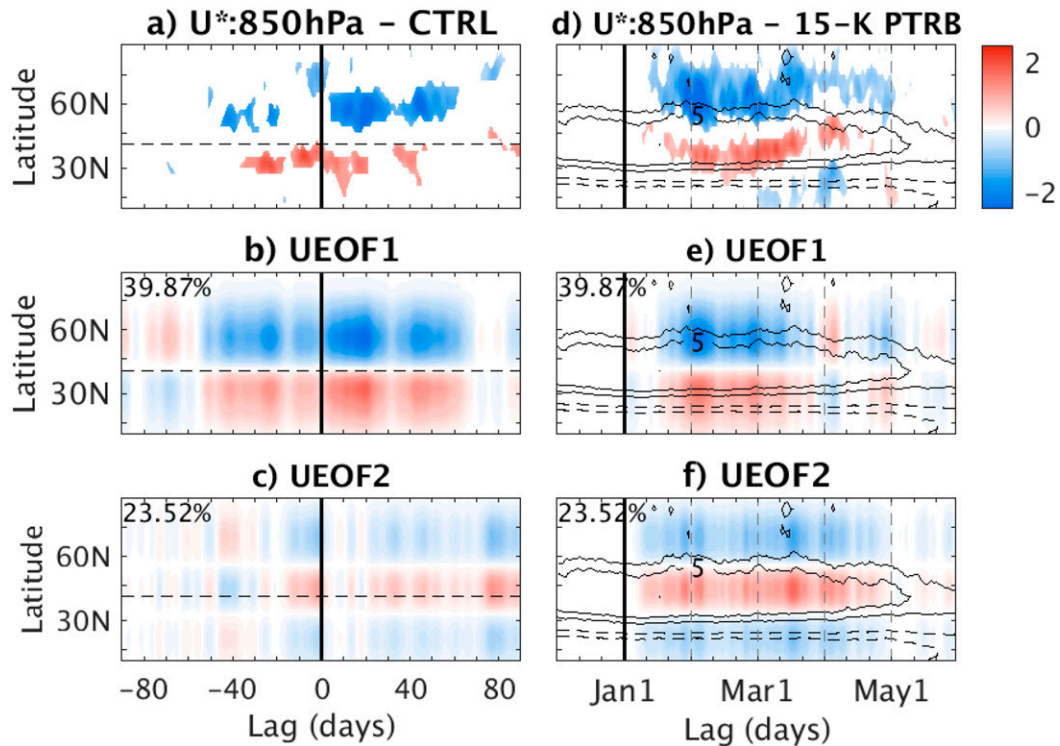 a) U*:850hPa - CTRL
d) U*:850hPa - 15-K PTRB
Latitude
60N
30N
5
2
0
-2
b) UEOF1
e) UEOF1
39.87%
39.87%
Latitude
60N
30N
5
c) UEOF2
f) UEOF2
23.52%
23.52%
Latitude
60N
30N
5
-80 -40 0 40 80
Jan1 Mar1 May1
Lag (days)
Lag (days)